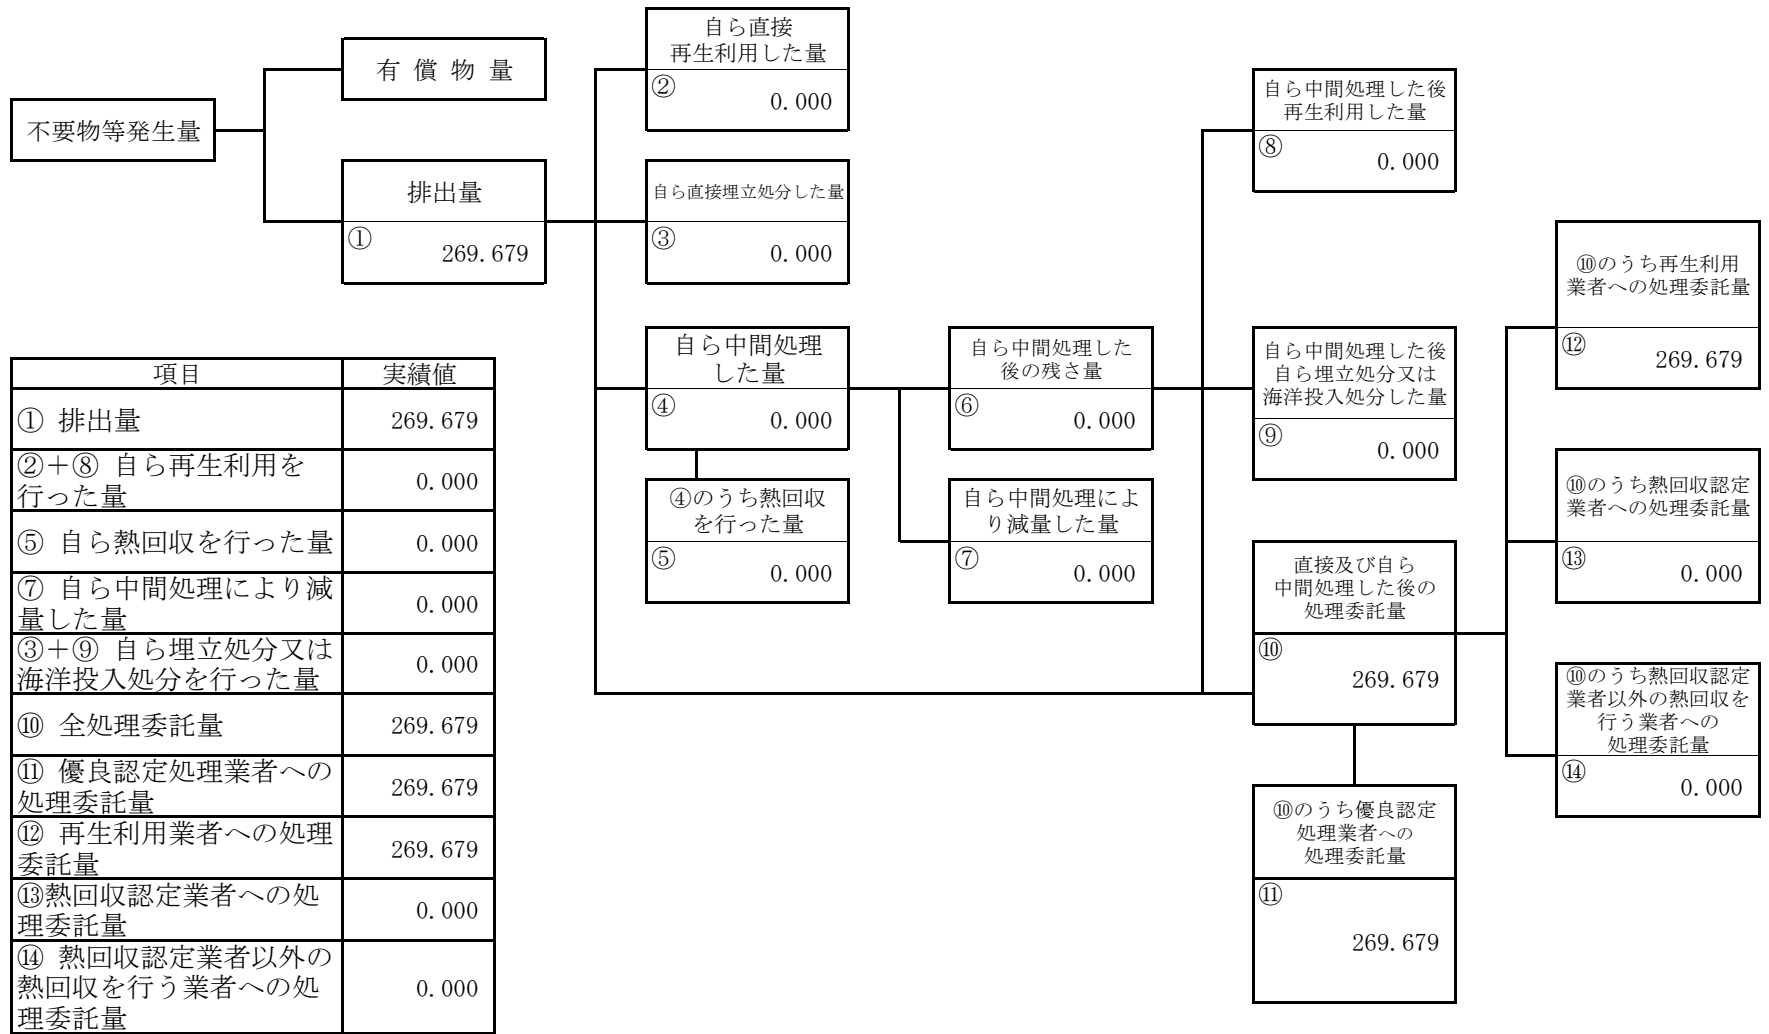 不要物等発生量
有 償 物 量
排出量
①
269.679
自ら直接
再生利用した量
②
0.000
自ら直接埋立処分した量
③
0.000
自ら中間処理
した量
④
0.000
④のうち熱回収
を行った量
⑤
0.000
自ら中間処理した
後の残さ量
⑥
0.000
自ら中間処理によ
り減量した量
⑦
0.000
自ら中間処理した後
再生利用した量
⑧
0.000
自ら中間処理した後
自ら埋立処分又は
海洋投入処分した量
⑨
0.000
直接及び自ら
中間処理した後の
処理委託量
⑩
269.679
⑩のうち優良認定
処理業者への
処理委託量
⑪
269.679
⑩のうち再生利用
業者への処理委託量
⑫
269.679
⑩のうち熱回収認定
業者への処理委託量
⑬
0.000
⑩のうち熱回収認定
業者以外の熱回収を
行う業者への
処理委託量
⑭
0.000
項目 実績値
① 排出量 269.679
②＋⑧ 自ら再生利用を
行った量 0.000
⑤ 自ら熱回収を行った量 0.000
⑦ 自ら中間処理により減
量した量 0.000
③＋⑨ 自ら埋立処分又は
海洋投入処分を行った量 0.000
⑩ 全処理委託量 269.679
⑪ 優良認定処理業者への
処理委託量 269.679
⑫ 再生利用業者への処理
委託量 269.679
⑬熱回収認定業者への処
理委託量 0.000
⑭ 熱回収認定業者以外の
熱回収を行う業者への処
理委託量 0.000